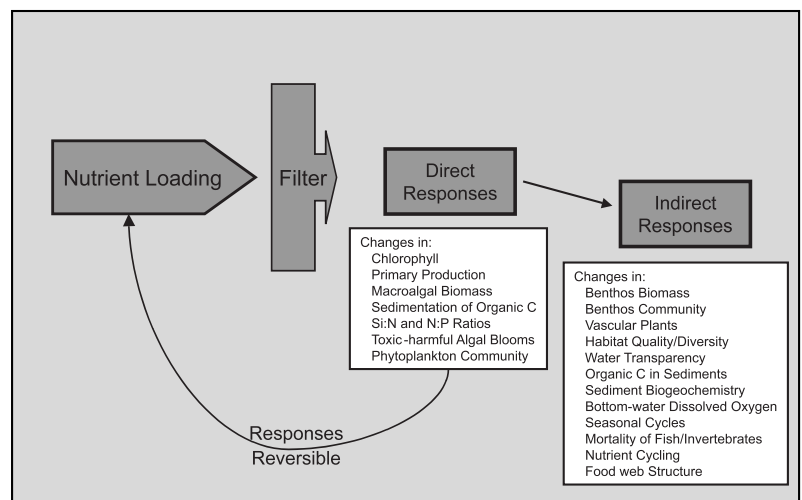 Nutrient Loading
Filter
Direct
Responses
Indirect
Responses
Changes in:
Chlorophyll
Primary Production
Macroalgal Biomass
Sedimentation of Organic C
Si:N and N:P Ratios
Toxic-harmful Algal Blooms
Phytoplankton Community
Changes in:
Benthos Biomass
Benthos Community
Vascular Plants
Habitat Quality/Diversity
Water Transparency
Organic C in Sediments
Sediment Biogeochemistry
Bottom-water Dissolved Oxygen
Seasonal Cycles
Mortality of Fish/Invertebrates
Nutrient Cycling
Food web Structure
Responses
Reversible